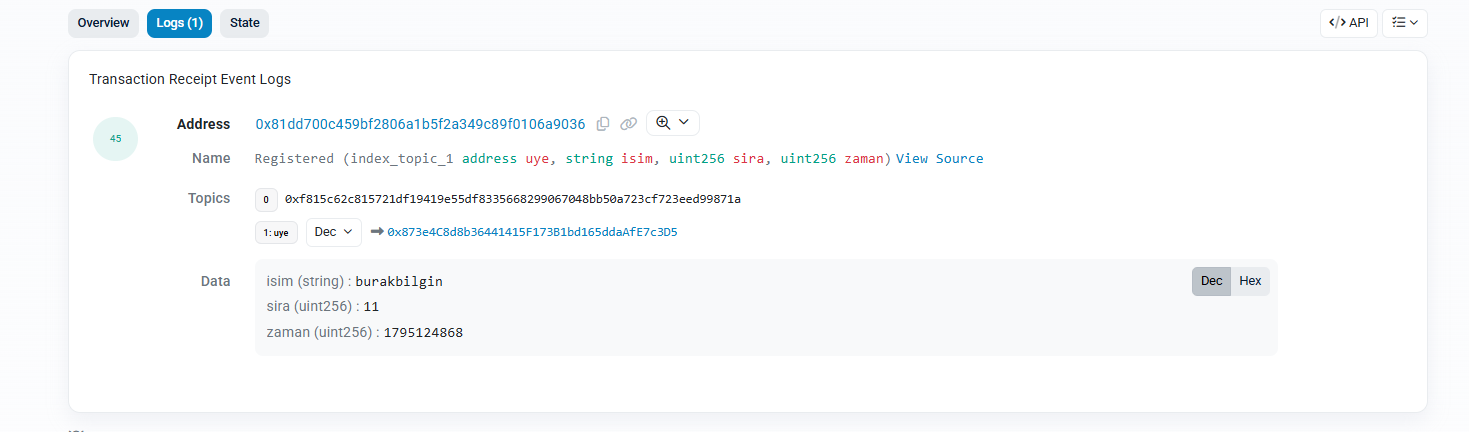 Overview Logs (1) State </> API
Transaction Receipt Event Logs
45
Address 0x81dd700c459bf2806a1b5f2a349c89f0106a9036
Name Registered (index_topic_1 address uye, string isim, uint256 sira, uint256 zaman) View Source
Topics 0 0xf815c62c815721df19419e55df8335668299067048bb50a723cf723eed99871a
1: uye Dec 0x873e4C8d8b36441415F173B1bd165ddaAfE7c3D5
Data isim (string) : burakbilgin Dec Hex
sira (uint256) : 11
zaman (uint256) : 1795124868